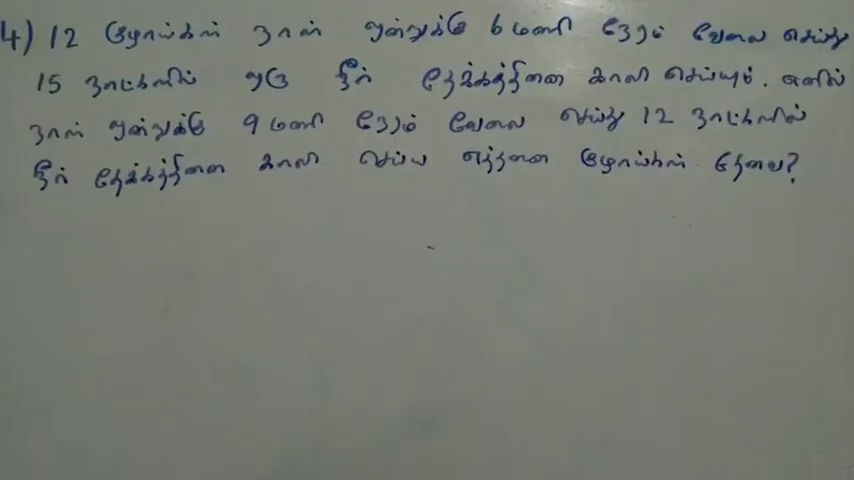 4) 12 குழாய்கள் நாள் ஒன்றுக்கு 6 மணி நேரம் வேலை செய்து
15 நாட்களில் ஒரு நீர் தேக்கத்தினை காலி செய்யும். எனில்
நாள் ஒன்றுக்கு 9 மணி நேரம் வேலை செய்து 12 நாட்களில்
நீர் தேக்கத்தினை காலி செய்ய எத்தனை குழாய்கள் தேவை?